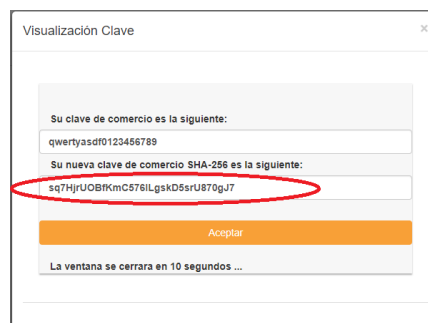 Visualización Clave
×
Su clave de comercio es la siguiente:
qwertyasdf0123456789
Su nueva clave de comercio SHA-256 es la siguiente:
sq7HjrUOBfKmC576ILgskD5srU870gJ7
Aceptar
La ventana se cerrara en 10 segundos ...